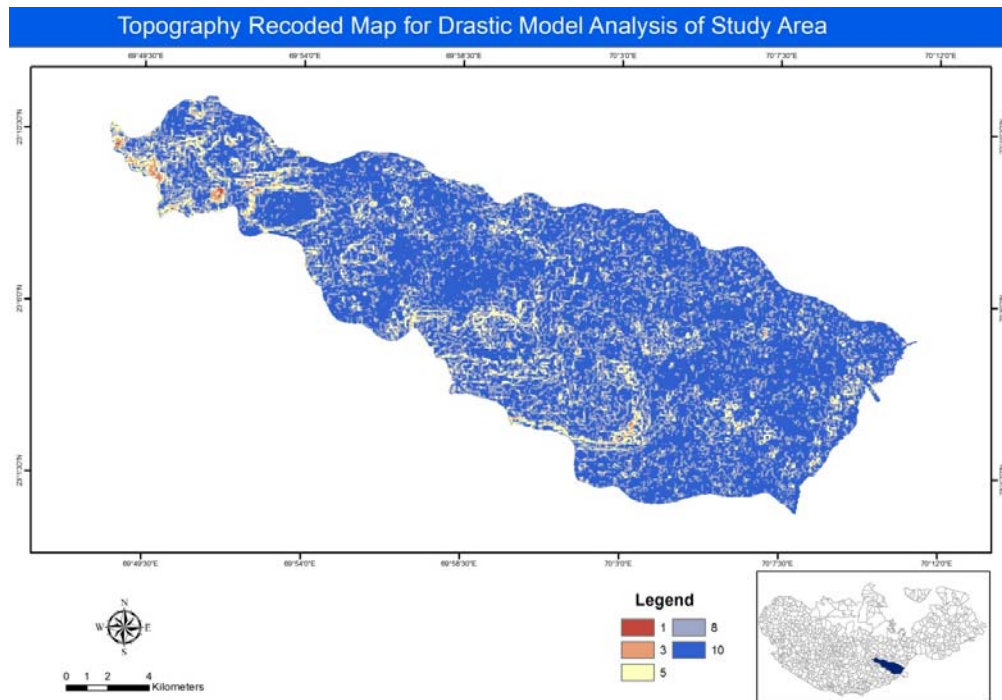 Topography Recoded Map for Drastic Model Analysis of Study Area
69°49'30"E 69°54'0"E 69°58'30"E 70°3'0"E 70°7'30"E 70°12'0"E
23°10'30"N
23°6'0"N
23°1'30"N
69°49'30"E 69°54'0"E 69°58'30"E 70°3'0"E 70°7'30"E 70°12'0"E
N
W E
S
0 1 2 4
Kilometers
Legend
1 8
3 10
5